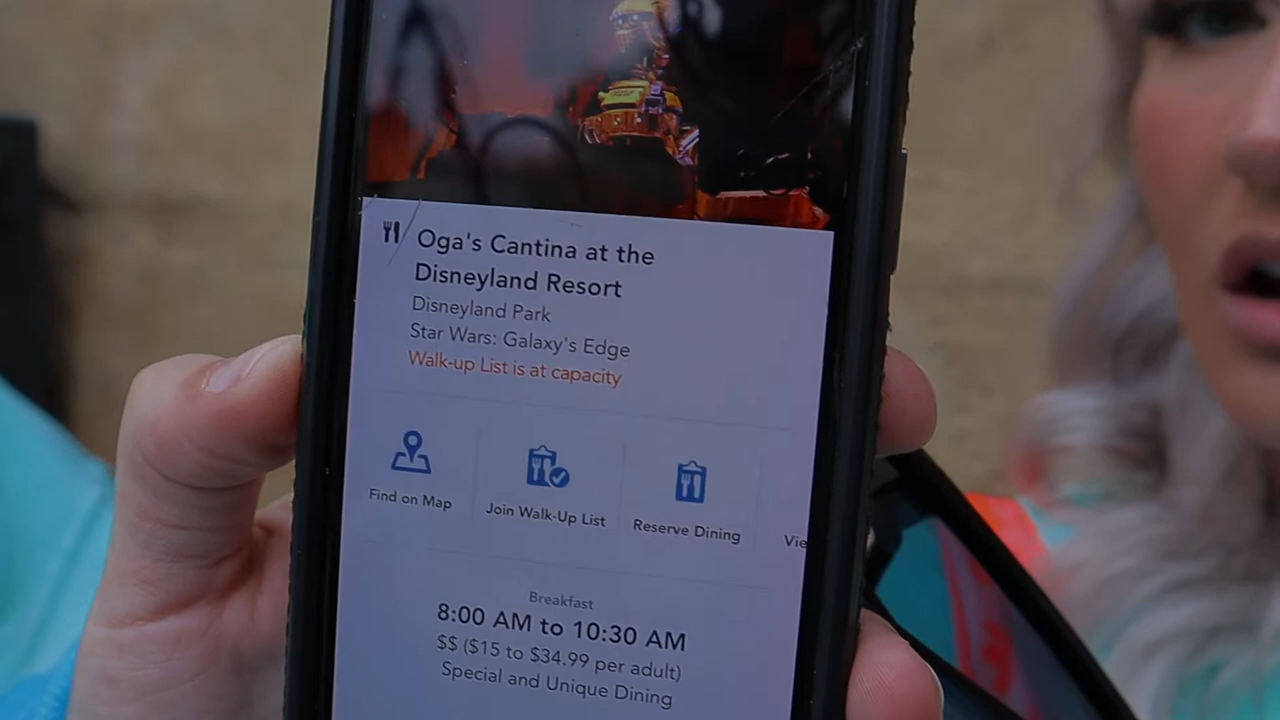 Oga's Cantina at the
Disneyland Resort
Disneyland Park
Star Wars: Galaxy's Edge
Walk-up List is at capacity
Find on Map
Join Walk-Up List
Reserve Dining
Vie
Breakfast
8:00 AM to 10:30 AM
$$ ($15 to $34.99 per adult)
Special and Unique Dining